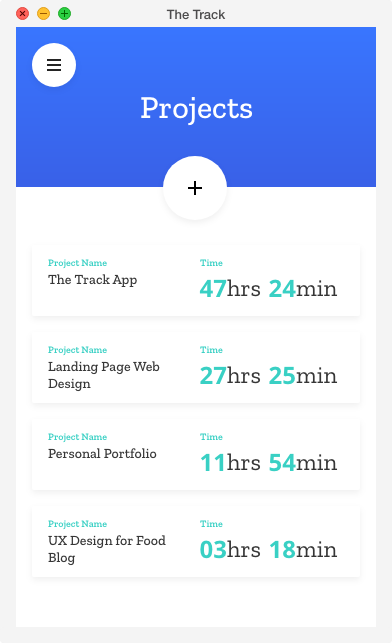 The Track
Projects
Project Name
The Track App
Time
47hrs 24min
Project Name
Landing Page Web
Design
Time
27hrs 25min
Project Name
Personal Portfolio
Time
11hrs 54min
Project Name
UX Design for Food
Blog
Time
03hrs 18min